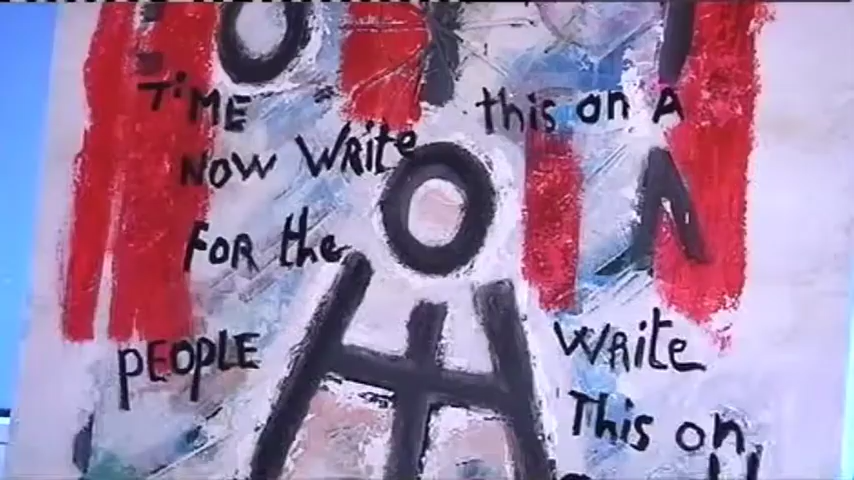 TiME this on A
NOW WRite
FOR the
PEOPLE WRite
This on